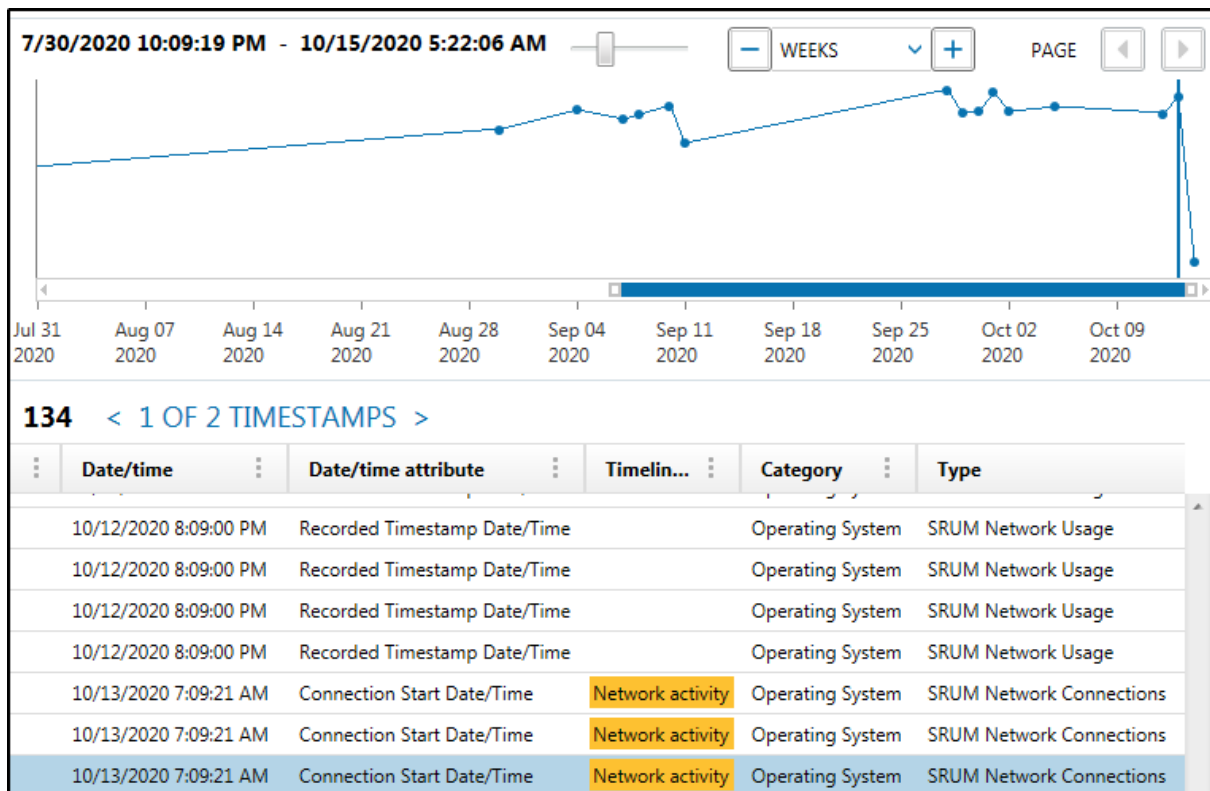 7/30/2020 10:09:19 PM - 10/15/2020 5:22:06 AM WEEKS PAGE
Jul 31 Aug 07 Aug 14 Aug 21 Aug 28 Sep 04 Sep 11 Sep 18 Sep 25 Oct 02 Oct 09
2020 2020 2020 2020 2020 2020 2020 2020 2020 2020 2020
134 < 1 OF 2 TIMESTAMPS >
Date/time Date/time attribute Timelin... Category Type
10/12/2020 8:09:00 PM Recorded Timestamp Date/Time Operating System SRUM Network Usage
10/12/2020 8:09:00 PM Recorded Timestamp Date/Time Operating System SRUM Network Usage
10/12/2020 8:09:00 PM Recorded Timestamp Date/Time Operating System SRUM Network Usage
10/12/2020 8:09:00 PM Recorded Timestamp Date/Time Operating System SRUM Network Usage
10/13/2020 7:09:21 AM Connection Start Date/Time Network activity Operating System SRUM Network Connections
10/13/2020 7:09:21 AM Connection Start Date/Time Network activity Operating System SRUM Network Connections
10/13/2020 7:09:21 AM Connection Start Date/Time Network activity Operating System SRUM Network Connections